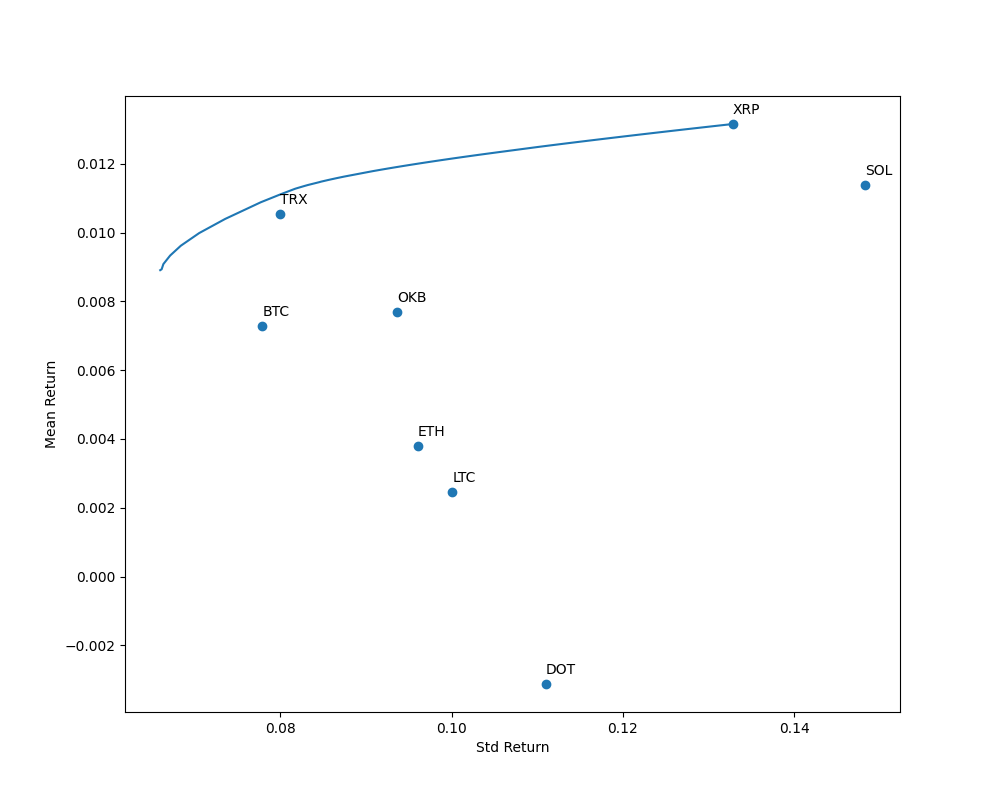 XRP
0.012
SOL
TRX
0.010
OKB
0.008
BTC
0.006
Mean Return
ETH
0.004
LTC
0.002
0.000
−0.002
DOT
0.08
0.10
0.12
0.14
Std Return